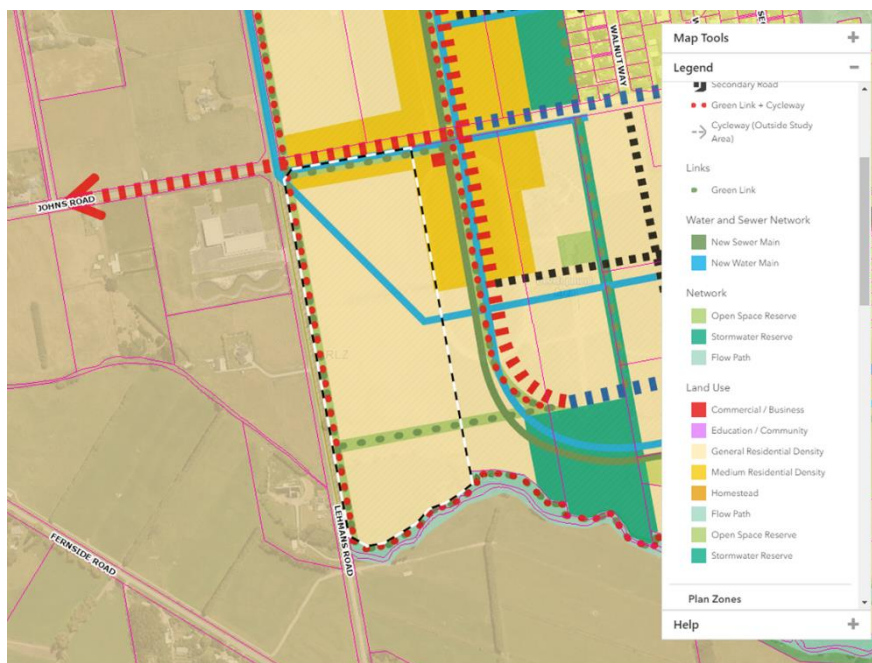 WALNUT WAY
JOHNS ROAD
RLZ
LEHMANS ROAD
FERNSIDE ROAD
Map Tools
Legend
Secondary Road
Green Link + Cycleway
Cycleway (Outside Study
Area)
Links
Green Link
Water and Sewer Network
New Sewer Main
New Water Main
Network
Open Space Reserve
Stormwater Reserve
Flow Path
Land Use
Commercial / Business
Education / Community
General Residential Density
Medium Residential Density
Homestead
Flow Path
Open Space Reserve
Stormwater Reserve
Plan Zones
Help